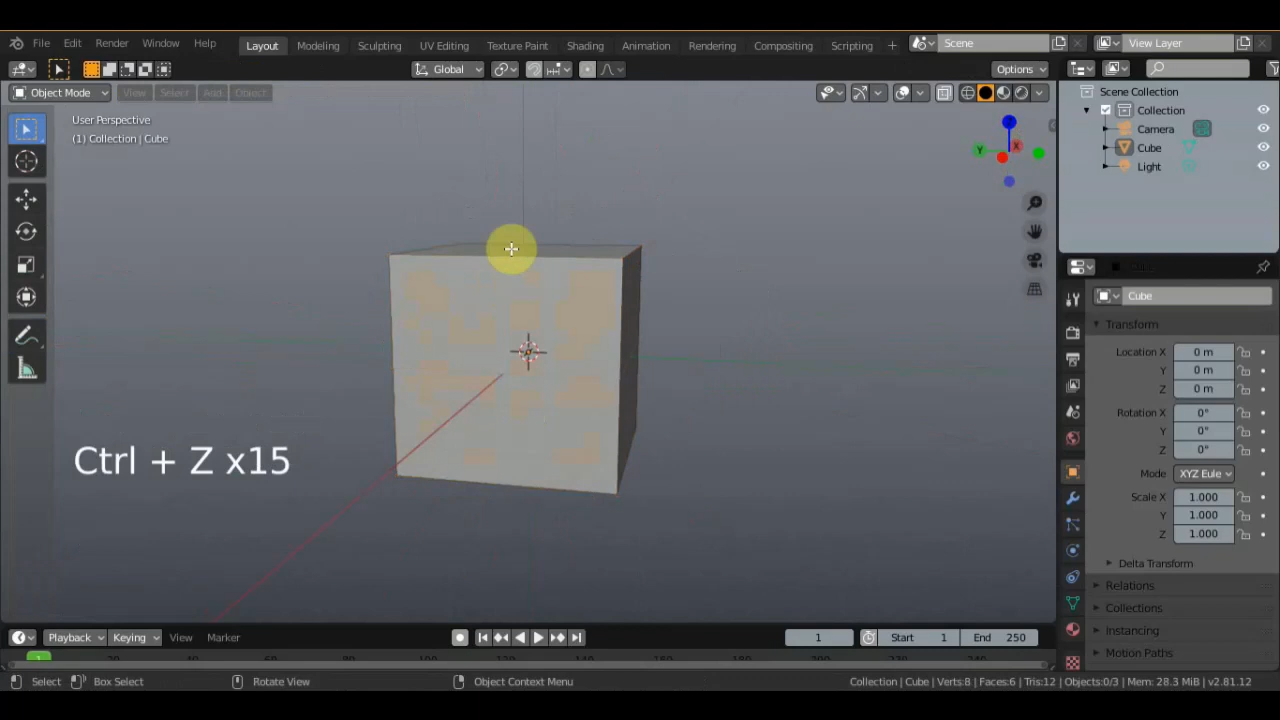 File Edit Render Window Help Layout Modeling Sculpting UV Editing Texture Paint Shading Animation Rendering Compositing Scripting + Scene View Layer
Global Options
Object Mode View Select Add Object
User Perspective
(1) Collection | Cube
Z
Y X
Scene Collection
Collection
Camera
Cube
Light
Cube
Transform
Location X 0 m
Y 0 m
Z 0 m
Rotation X 0°
Y 0°
Z 0°
Mode XYZ Eule
Scale X 1.000
Y 1.000
Z 1.000
Delta Transform
Relations
Collections
Instancing
Motion Paths
Ctrl + Z x15
Playback Keying View Marker 1 Start 1 End 250
1
Select Box Select Rotate View Object Context Menu Collection | Cube | Verts:8 | Faces:6 | Tris:12 | Objects:0/3 | Mem: 28.3 MiB | v2.81.12